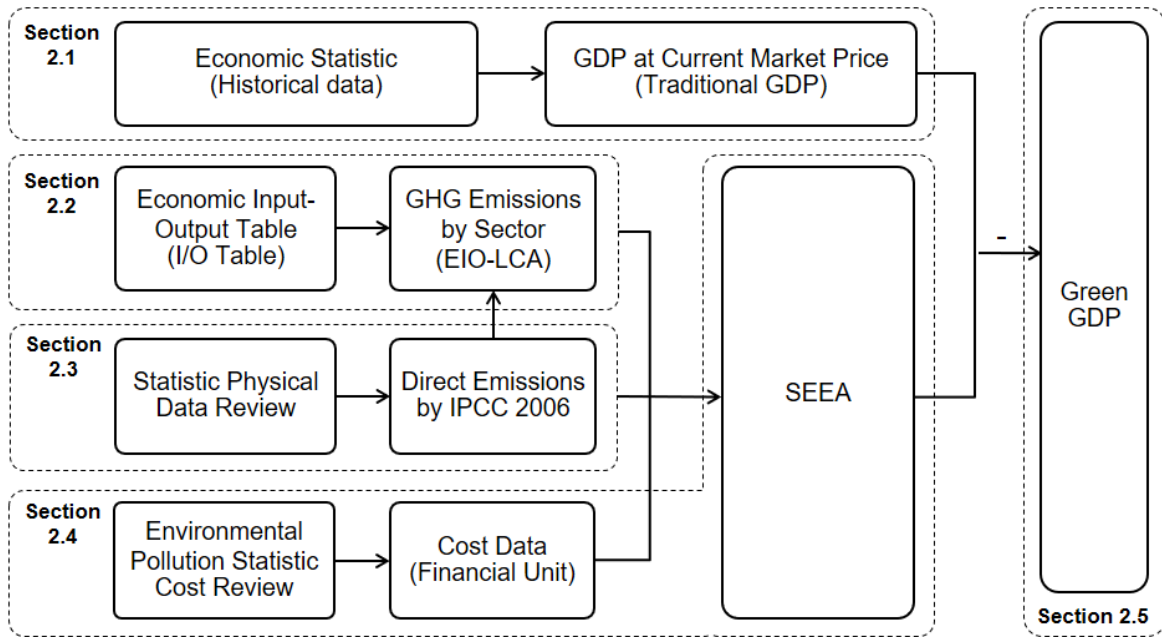 Section
2.1
Economic Statistic
(Historical data)
GDP at Current Market Price
(Traditional GDP)
Section
2.2
Economic Input-
Output Table
(I/O Table)
GHG Emissions
by Sector
(EIO-LCA)
Section
2.3
Statistic Physical
Data Review
Direct Emissions
by IPCC 2006
Section
2.4
Environmental
Pollution Statistic
Cost Review
Cost Data
(Financial Unit)
SEEA
-
Green
GDP
Section 2.5